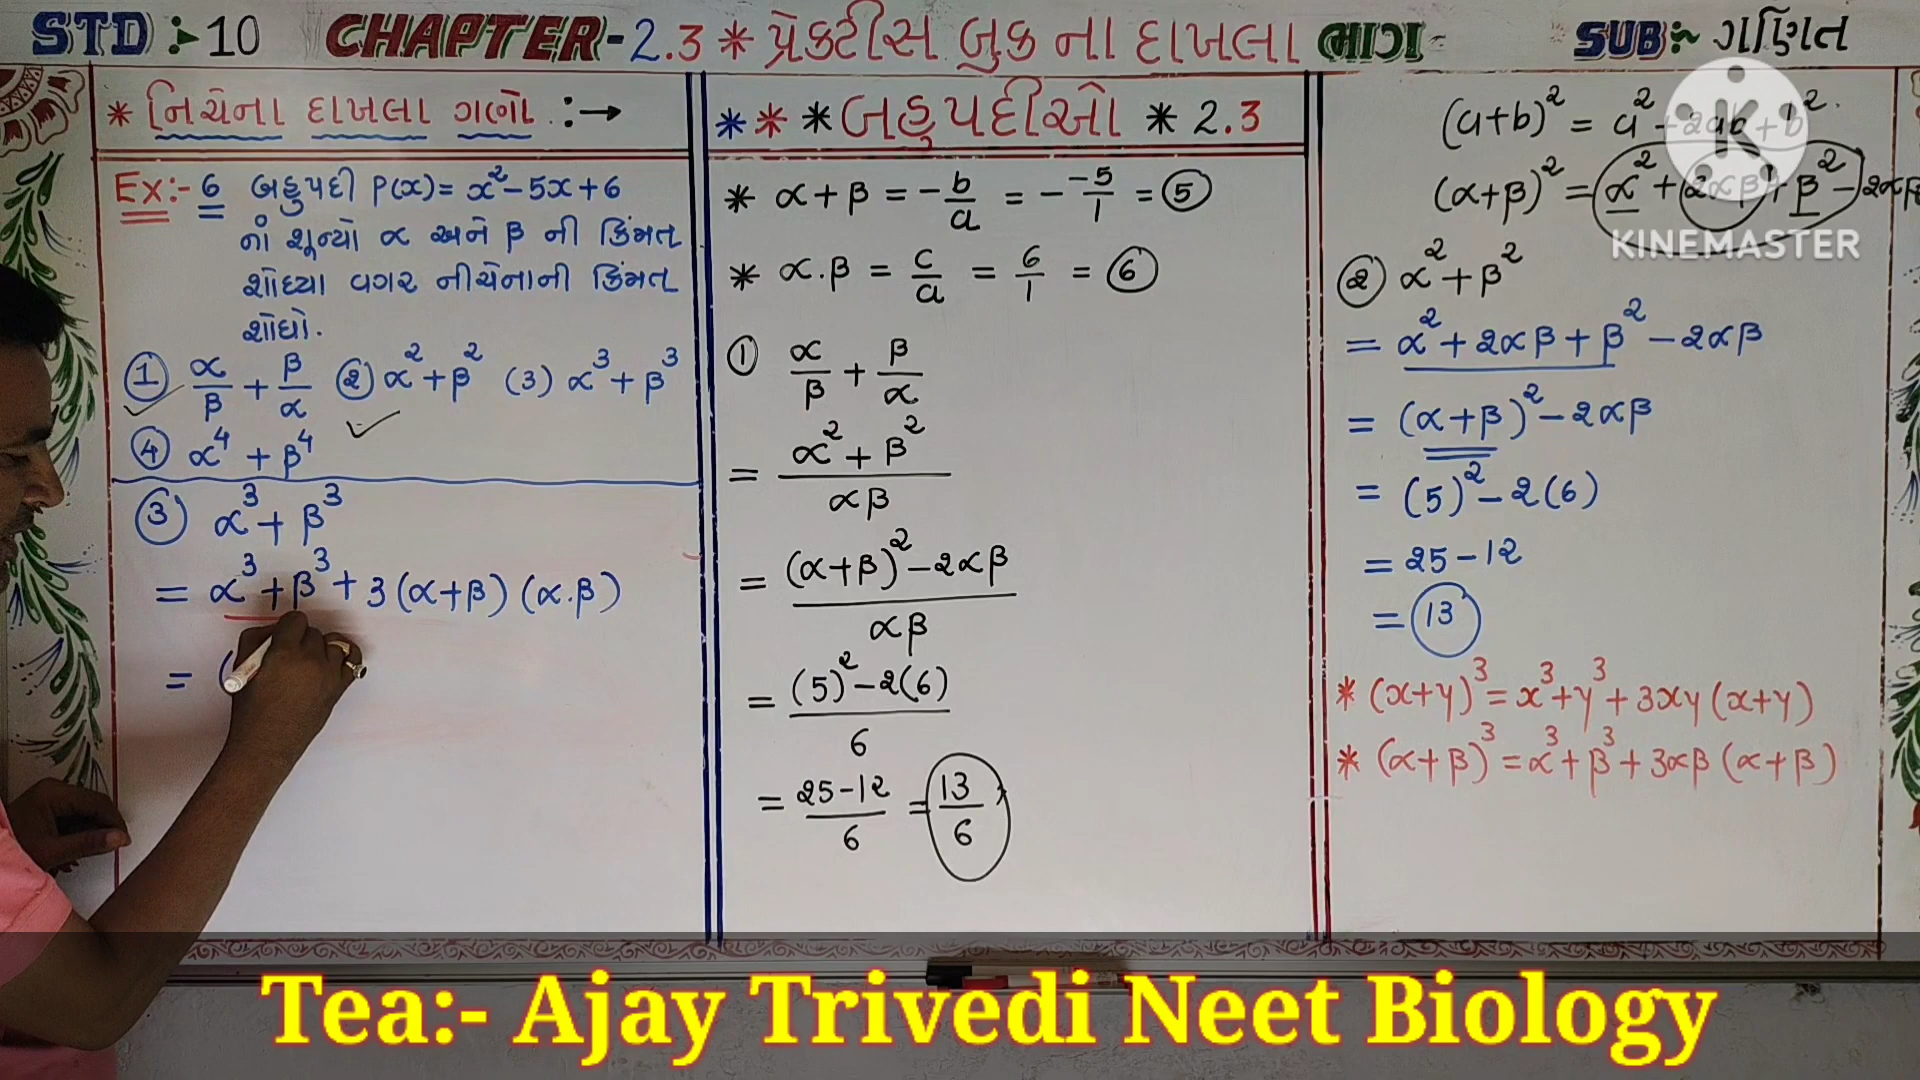 STD :- 10 CHAPTER-2.3 * પ્રેકટીસ બુક ના દાખલા ભાગ- SUB:~ ગણિત
* નિચેના દાખલા ગણો :→
Ex:- 6 બહુપદી P(x)= x²-5x+6
નાં શૂન્યો α અને β ની કિંમત
શોધ્યા વગર નીચેનાની કિંમત
શોધો.
① α/β + β/α ② α²+β² (3) α³+β³
④ α⁴+β⁴
③ α³+β³
= α³+β³+3(α+β)(α.β)
= (
* * * બહુપદીઓ * 2.3
* α+β = -b/a = - -5/1 = 5
* α.β = c/a = 6/1 = 6
① α/β + β/α
= α²+β² / αβ
= (α+β)²-2αβ / αβ
= (5)²-2(6) / 6
= 25-12 / 6 = 13/6
(a+b)² = a²+2ab+b².
(α+β)² = α²+2αβ+β²-2αβ
KINEMASTER
② α²+β²
= α²+2αβ+β²-2αβ
= (α+β)²-2αβ
= (5)²-2(6)
= 25-12
= 13
* (x+y)³=x³+y³+3xy(x+y)
* (α+β)³=α³+β³+3αβ(α+β)
Tea:- Ajay Trivedi Neet Biology